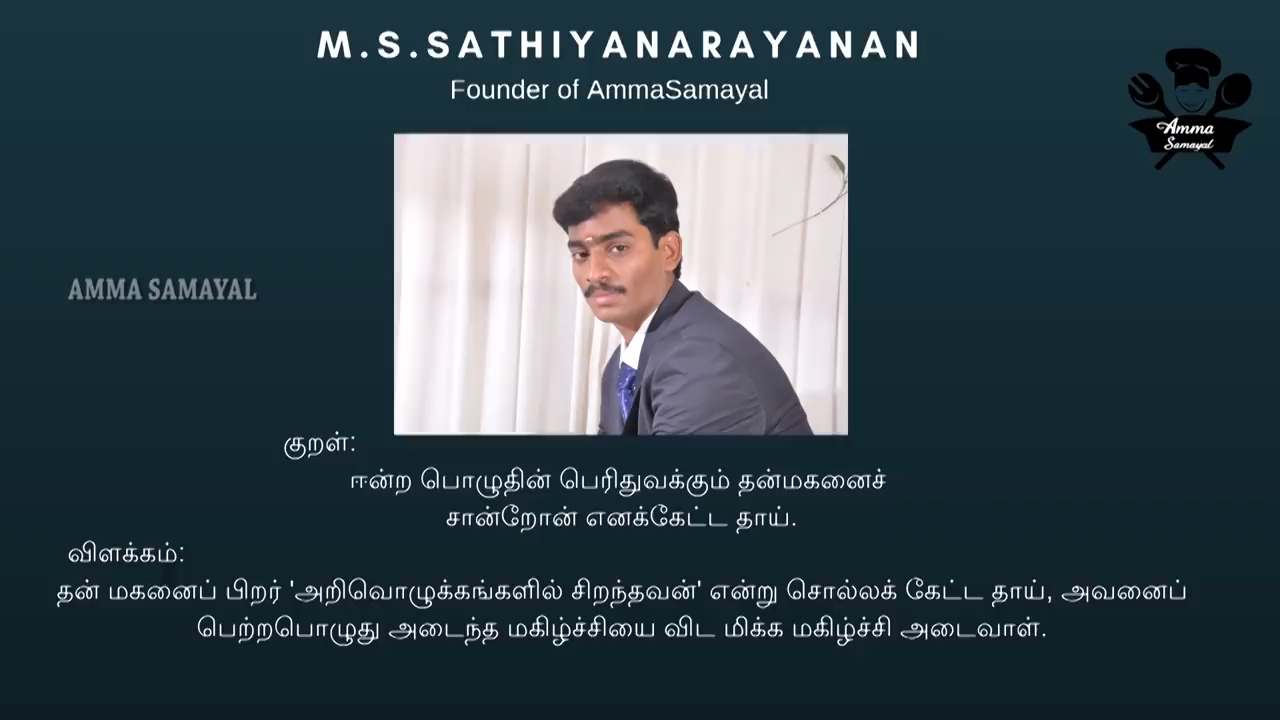 M.S.SATHIYANARAYANAN
Founder of AmmaSamayal
Amma
Samayal
AMMA SAMAYAL
குறள்:
ஈன்ற பொழுதின் பெரிதுவக்கும் தன்மகனைச்
சான்றோன் எனக்கேட்ட தாய்.
விளக்கம்:
தன் மகனைப் பிறர் 'அறிவொழுக்கங்களில் சிறந்தவன்' என்று சொல்லக் கேட்ட தாய், அவனைப்
பெற்றபொழுது அடைந்த மகிழ்ச்சியை விட மிக்க மகிழ்ச்சி அடைவாள்.